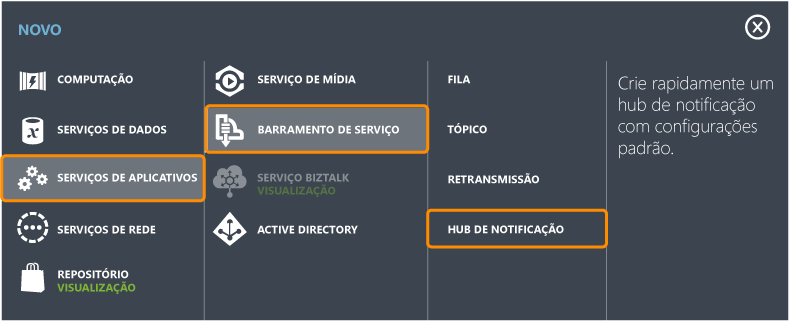 NOVO
COMPUTAÇÃO
SERVIÇOS DE DADOS
SERVIÇOS DE APLICATIVOS
SERVIÇOS DE REDE
REPOSITÓRIO
VISUALIZAÇÃO
SERVIÇO DE MÍDIA
BARRAMENTO DE SERVIÇO
SERVIÇO BIZTALK
VISUALIZAÇÃO
ACTIVE DIRECTORY
FILA
TÓPICO
RETRANSMISSÃO
HUB DE NOTIFICAÇÃO
Crie rapidamente um
hub de notificação
com configurações
padrão.